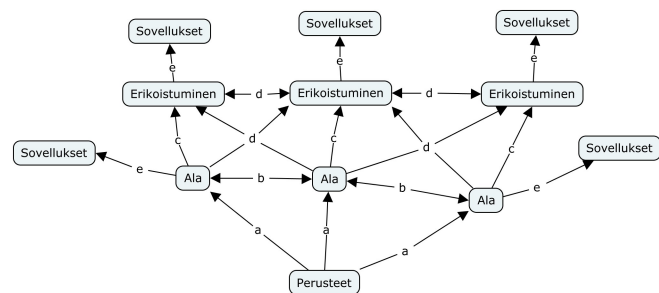 Sovellukset
Sovellukset
Sovellukset
e
e
e
Erikoistuminen
d
Erikoistuminen
d
Erikoistuminen
c
d
c
d
c
Sovellukset
Sovellukset
e
Ala
b
Ala
b
Ala
e
a
a
a
Perusteet